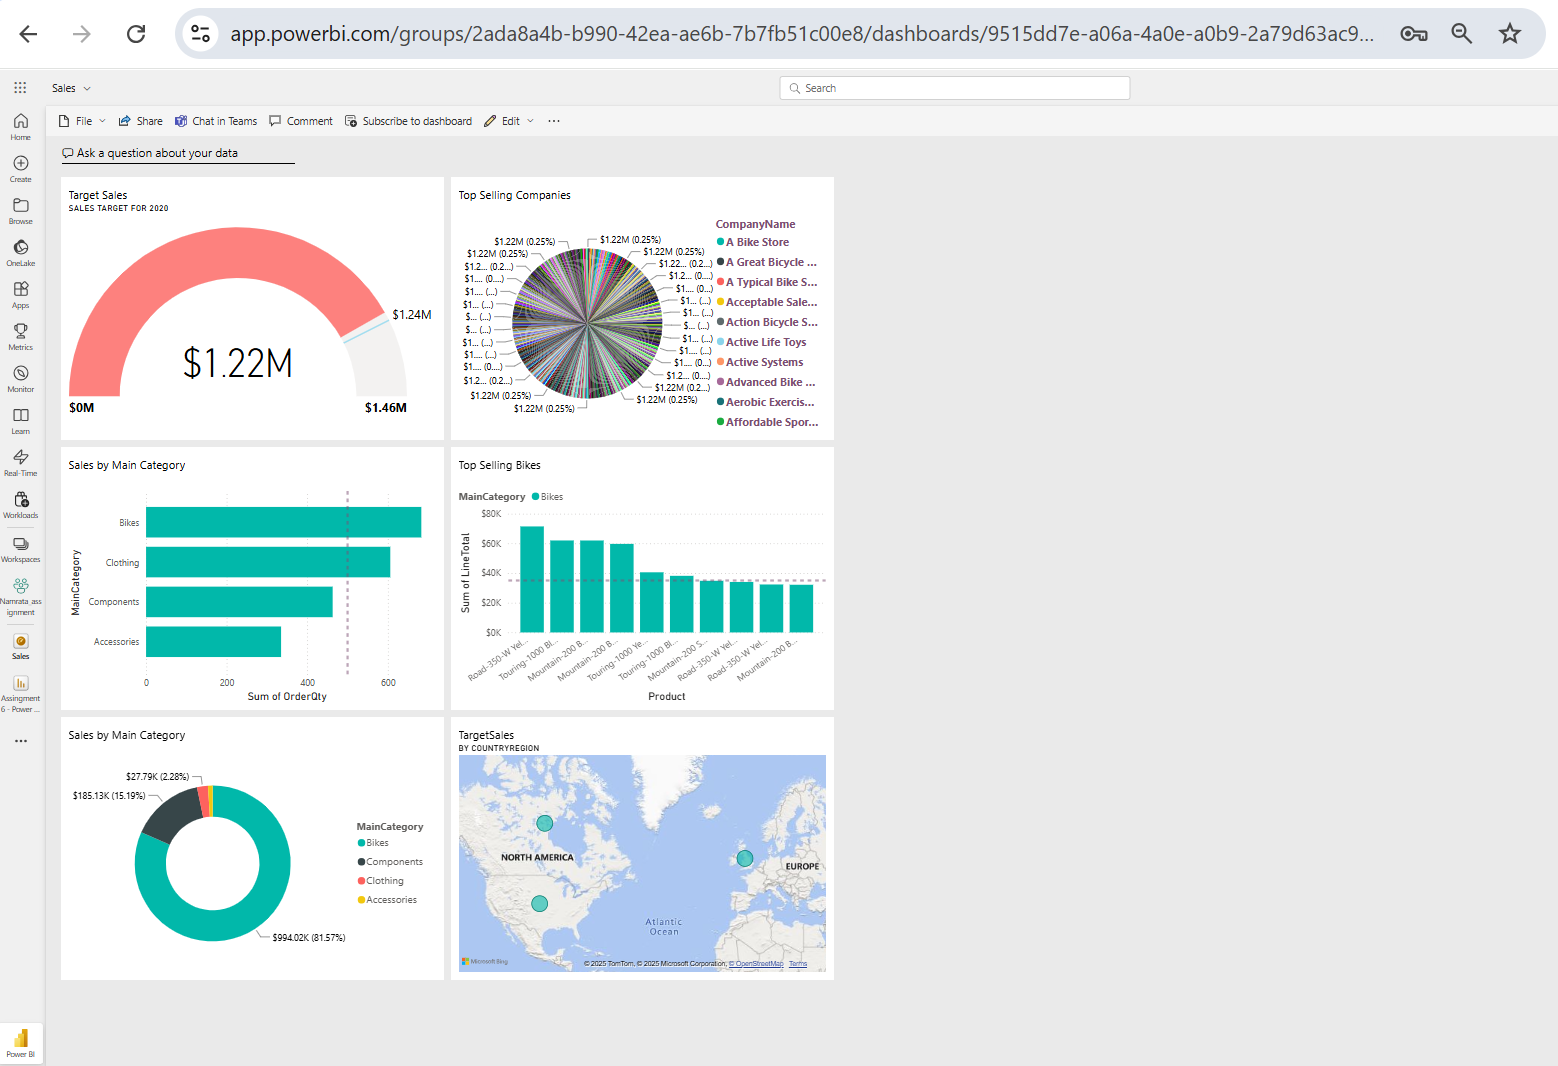 app.powerbi.com/groups/2ada8a4b-b990-42ea-ae6b-7b7fb51c00e8/dashboards/9515dd7e-a06a-4a0e-a0b9-2a79d63ac9...
Sales
Search
File
Share
Chat in Teams
Comment
Subscribe to dashboard
Edit
Home
Create
Browse
OneLake
Apps
Metrics
Monitor
Learn
Real-Time
Workloads
Workspaces
Namrata_ass
ignment
Sales
Assingment
6 - Power ...
Power BI
Ask a question about your data
Target Sales
SALES TARGET FOR 2020
$1.24M
$1.22M
$0M
$1.46M
Top Selling Companies
$1.22M (0.25%)
$1.22M (0.25%)
$1.2... (0.2...)
$1.... (0....)
$1... (...)
$1... (...)
$... (...)
$... (...)
$1... (...)
$1.... (...)
$1.... (0...)
$1.2... (0.2...)
$1.22M (0.25%)
$1.22M (0.25%)
$1.22M (0.25%)
$1.22M (0.25%)
$1.22... (0.2...)
$1.2... (0....)
$1.... (0...)
$1... (...)
$1... (...)
$... (...)
$1... (...)
$1.... (...)
$1.... (0...)
$1.2... (0....)
$1.22M (0.2...)
$1.22M (0.25%)
CompanyName
A Bike Store
A Great Bicycle ...
A Typical Bike S...
Acceptable Sale...
Action Bicycle S...
Active Life Toys
Active Systems
Advanced Bike ...
Aerobic Exercis...
Affordable Spor...
Sales by Main Category
MainCategory
Bikes
Clothing
Components
Accessories
0 200 400 600
Sum of OrderQty
Top Selling Bikes
MainCategory Bikes
Sum of LineTotal
$80K
$60K
$40K
$20K
$0K
Road-350-W Yel...
Touring-1000 Bl...
Mountain-200 B...
Mountain-200 B...
Touring-1000 Ye...
Touring-1000 Bl...
Mountain-200 S...
Road-350-W Yel...
Road-350-W Yel...
Mountain-200 B...
Product
Sales by Main Category
$27.79K (2.28%)
$185.13K (15.19%)
$994.02K (81.57%)
MainCategory
Bikes
Components
Clothing
Accessories
TargetSales
BY COUNTRYREGION
NORTH AMERICA
EUROPE
Atlantic
Ocean
Microsoft Bing
© 2025 TomTom, © 2025 Microsoft Corporation, © OpenStreetMap Terms